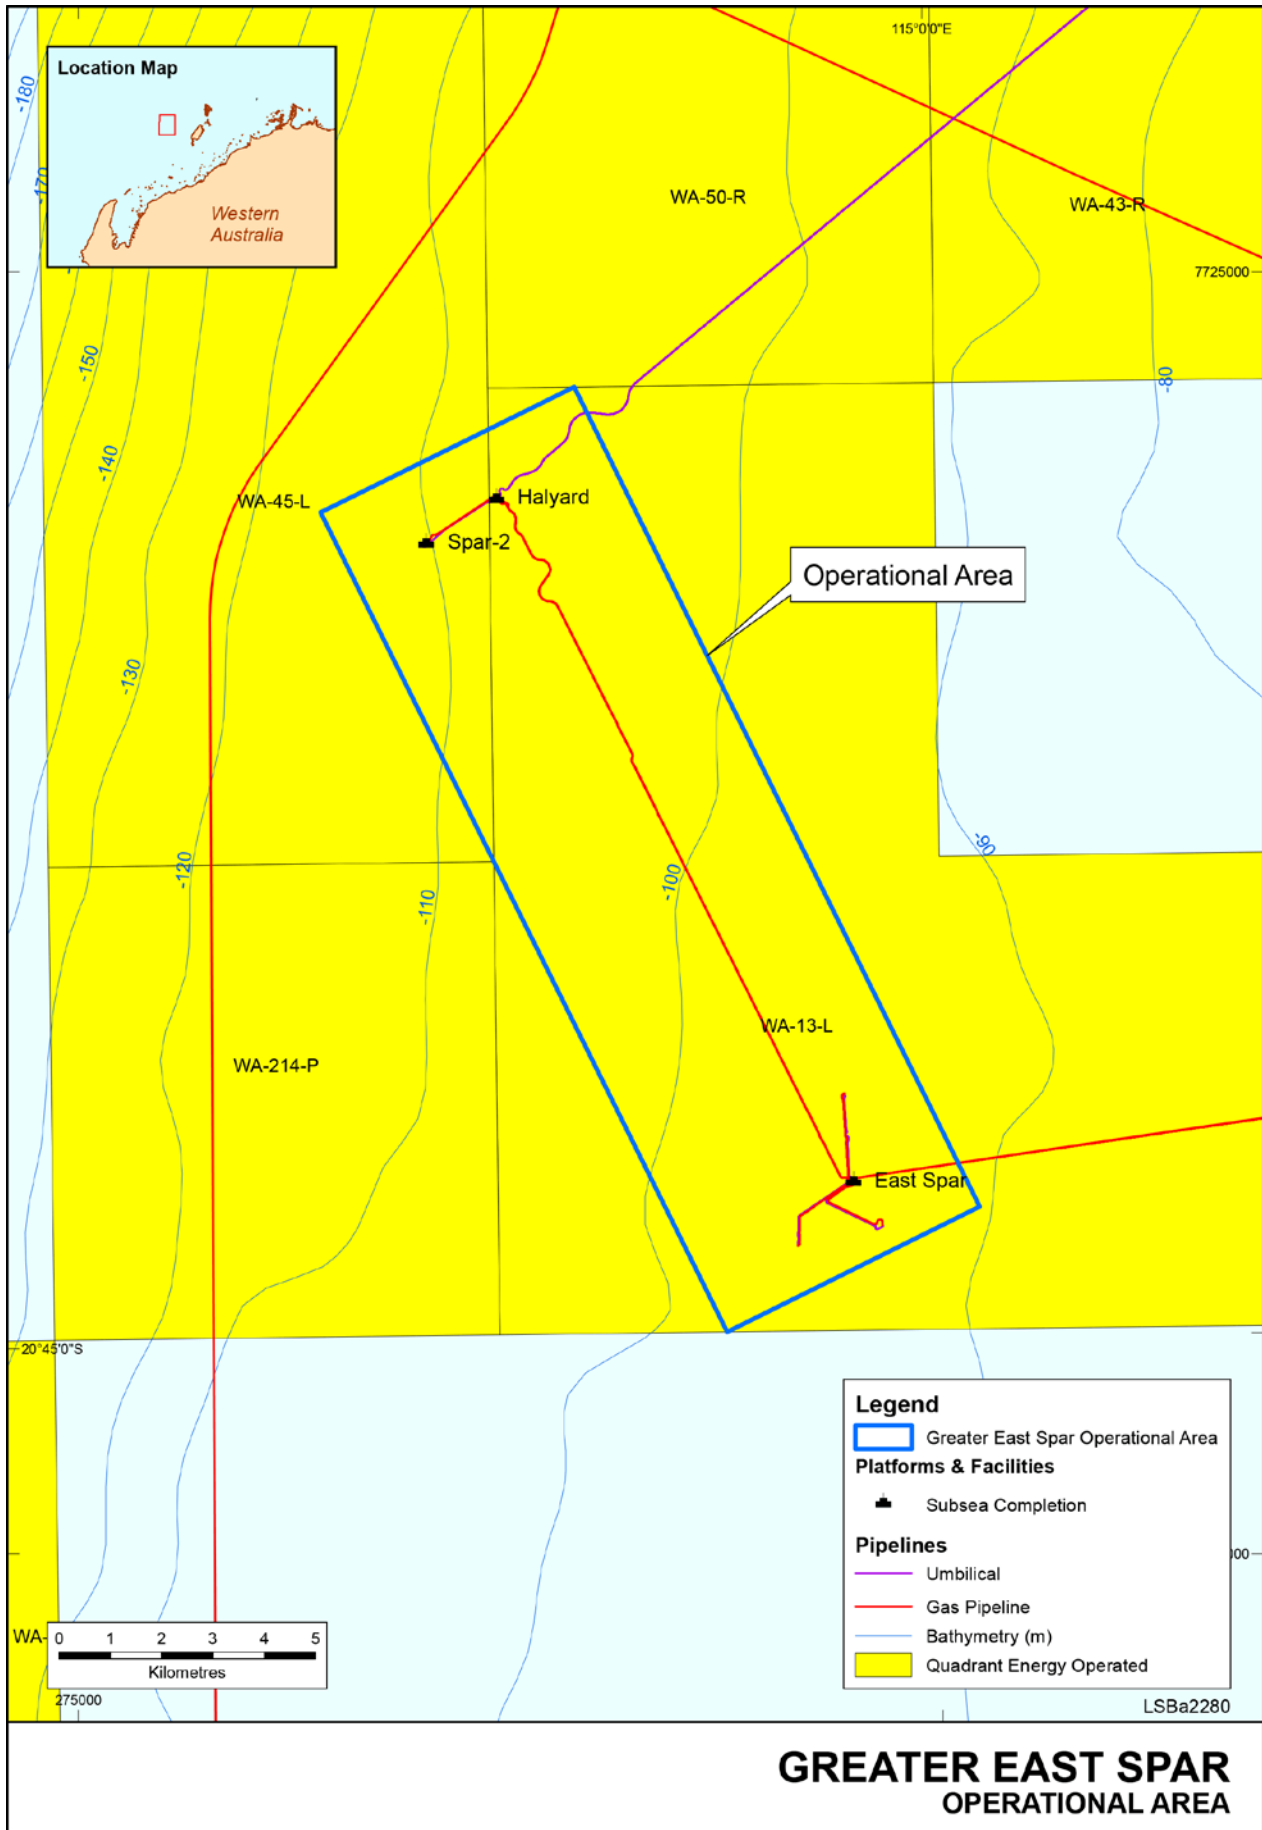 115°0'0"E
Location Map
Western
Australia
-180
-170
WA-50-R
WA-43-R
7725000
-150
-80
-140
WA-45-L
Halyard
Spar-2
Operational Area
-130
-120
-110
-100
-90
WA-13-L
WA-214-P
East Spar
20°45'0"S
Legend
Greater East Spar Operational Area
Platforms & Facilities
Subsea Completion
Pipelines
Umbilical
Gas Pipeline
Bathymetry (m)
Quadrant Energy Operated
00
WA-
0 1 2 3 4 5
Kilometres
275000
LSBa2280
GREATER EAST SPAR
OPERATIONAL AREA